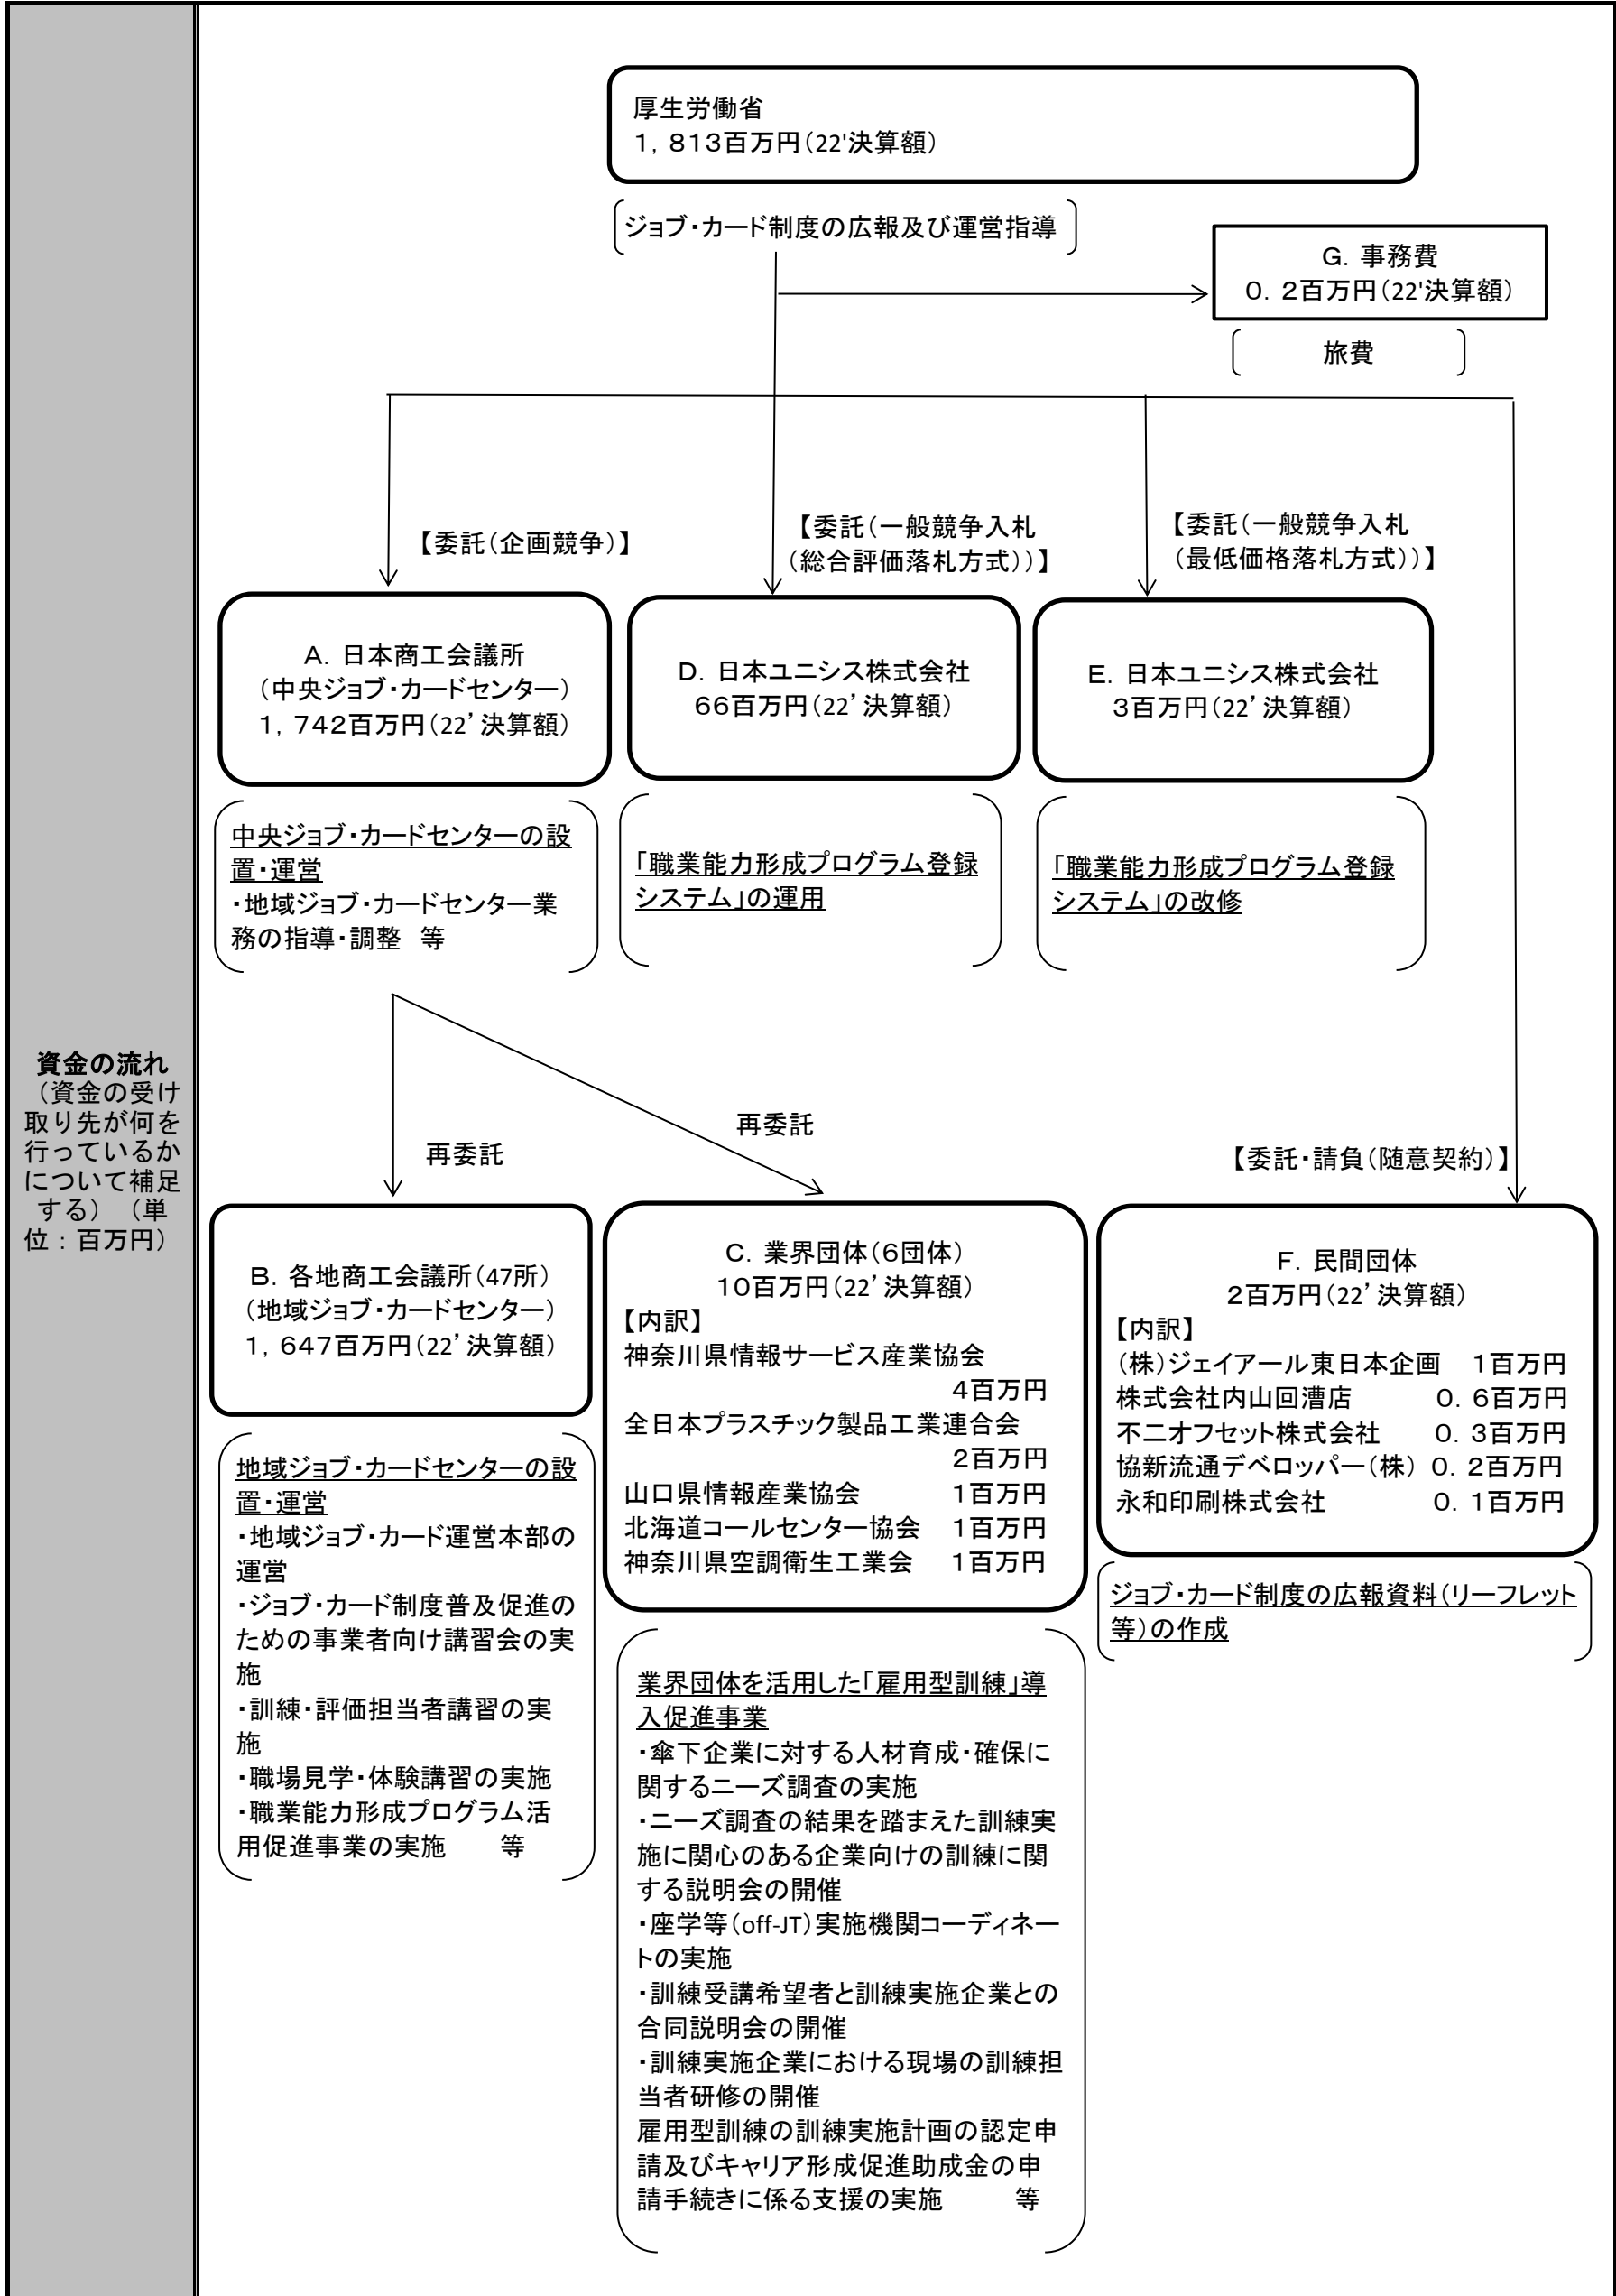 資金の流れ
（資金の受け
取り先が何を
行っているか
について補足
する）（単
位：百万円）
厚生労働省
１，８１３百万円（22'決算額）
ジョブ・カード制度の広報及び運営指導
Ｇ．事務費
０．２百万円（22'決算額）
旅費
【委託（企画競争）】
【委託（一般競争入札
（総合評価落札方式））】
【委託（一般競争入札
（最低価格落札方式））】
Ａ．日本商工会議所
（中央ジョブ・カードセンター）
１，７４２百万円（22’決算額）
Ｄ．日本ユニシス株式会社
６６百万円（22’決算額）
Ｅ．日本ユニシス株式会社
３百万円（22’決算額）
中央ジョブ・カードセンターの設
置・運営
・地域ジョブ・カードセンター業
務の指導・調整　等
「職業能力形成プログラム登録
システム」の運用
「職業能力形成プログラム登録
システム」の改修
再委託
再委託
【委託・請負（随意契約）】
Ｂ．各地商工会議所（47所）
（地域ジョブ・カードセンター）
１，６４７百万円（22’決算額）
Ｃ．業界団体（６団体）
１０百万円（22’決算額）
【内訳】
神奈川県情報サービス産業協会
４百万円
全日本プラスチック製品工業連合会
２百万円
山口県情報産業協会　１百万円
北海道コールセンター協会　１百万円
神奈川県空調衛生工業会　１百万円
Ｆ．民間団体
２百万円（22’決算額）
【内訳】
（株）ジェイアール東日本企画　１百万円
株式会社内山回漕店　０．６百万円
不二オフセット株式会社　０．３百万円
協新流通デベロッパー（株）　０．２百万円
永和印刷株式会社　０．１百万円
地域ジョブ・カードセンターの設
置・運営
・地域ジョブ・カード運営本部の
運営
・ジョブ・カード制度普及促進の
ための事業者向け講習会の実
施
・訓練・評価担当者講習の実
施
・職場見学・体験講習の実施
・職業能力形成プログラム活
用促進事業の実施　等
業界団体を活用した「雇用型訓練」導
入促進事業
・傘下企業に対する人材育成・確保に
関するニーズ調査の実施
・ニーズ調査の結果を踏まえた訓練実
施に関心のある企業向けの訓練に関
する説明会の開催
・座学等（off-JT）実施機関コーディネー
トの実施
・訓練受講希望者と訓練実施企業との
合同説明会の開催
・訓練実施企業における現場の訓練担
当者研修の開催
雇用型訓練の訓練実施計画の認定申
請及びキャリア形成促進助成金の申
請手続きに係る支援の実施　等
ジョブ・カード制度の広報資料（リーフレット
等）の作成